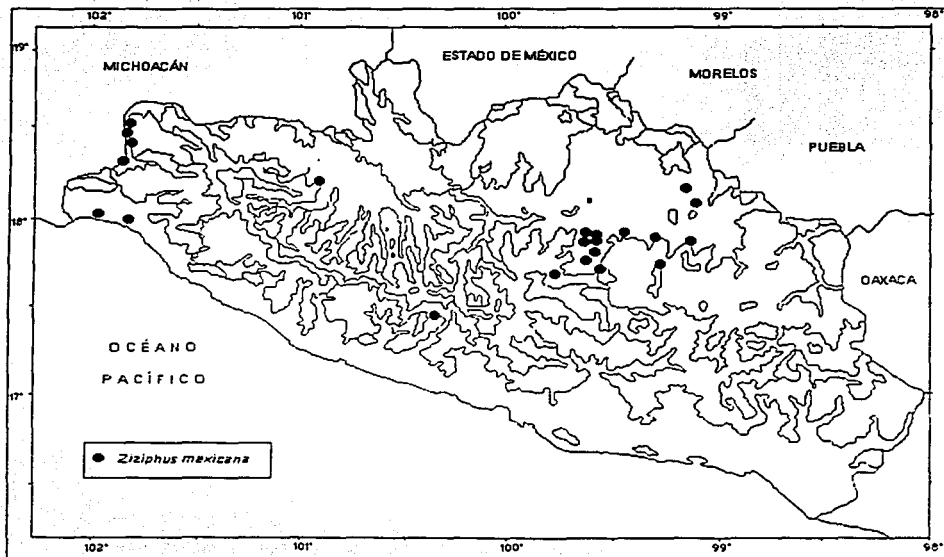 102° 101° 100° 99° 98°
19°
MICHOACÁN
ESTADO DE MÉXICO
MORELOS
PUEBLA
18°
OAXACA
OCÉANO
PACÍFICO
17°
Ziziphus mexicana
102° 101° 100° 99° 98°